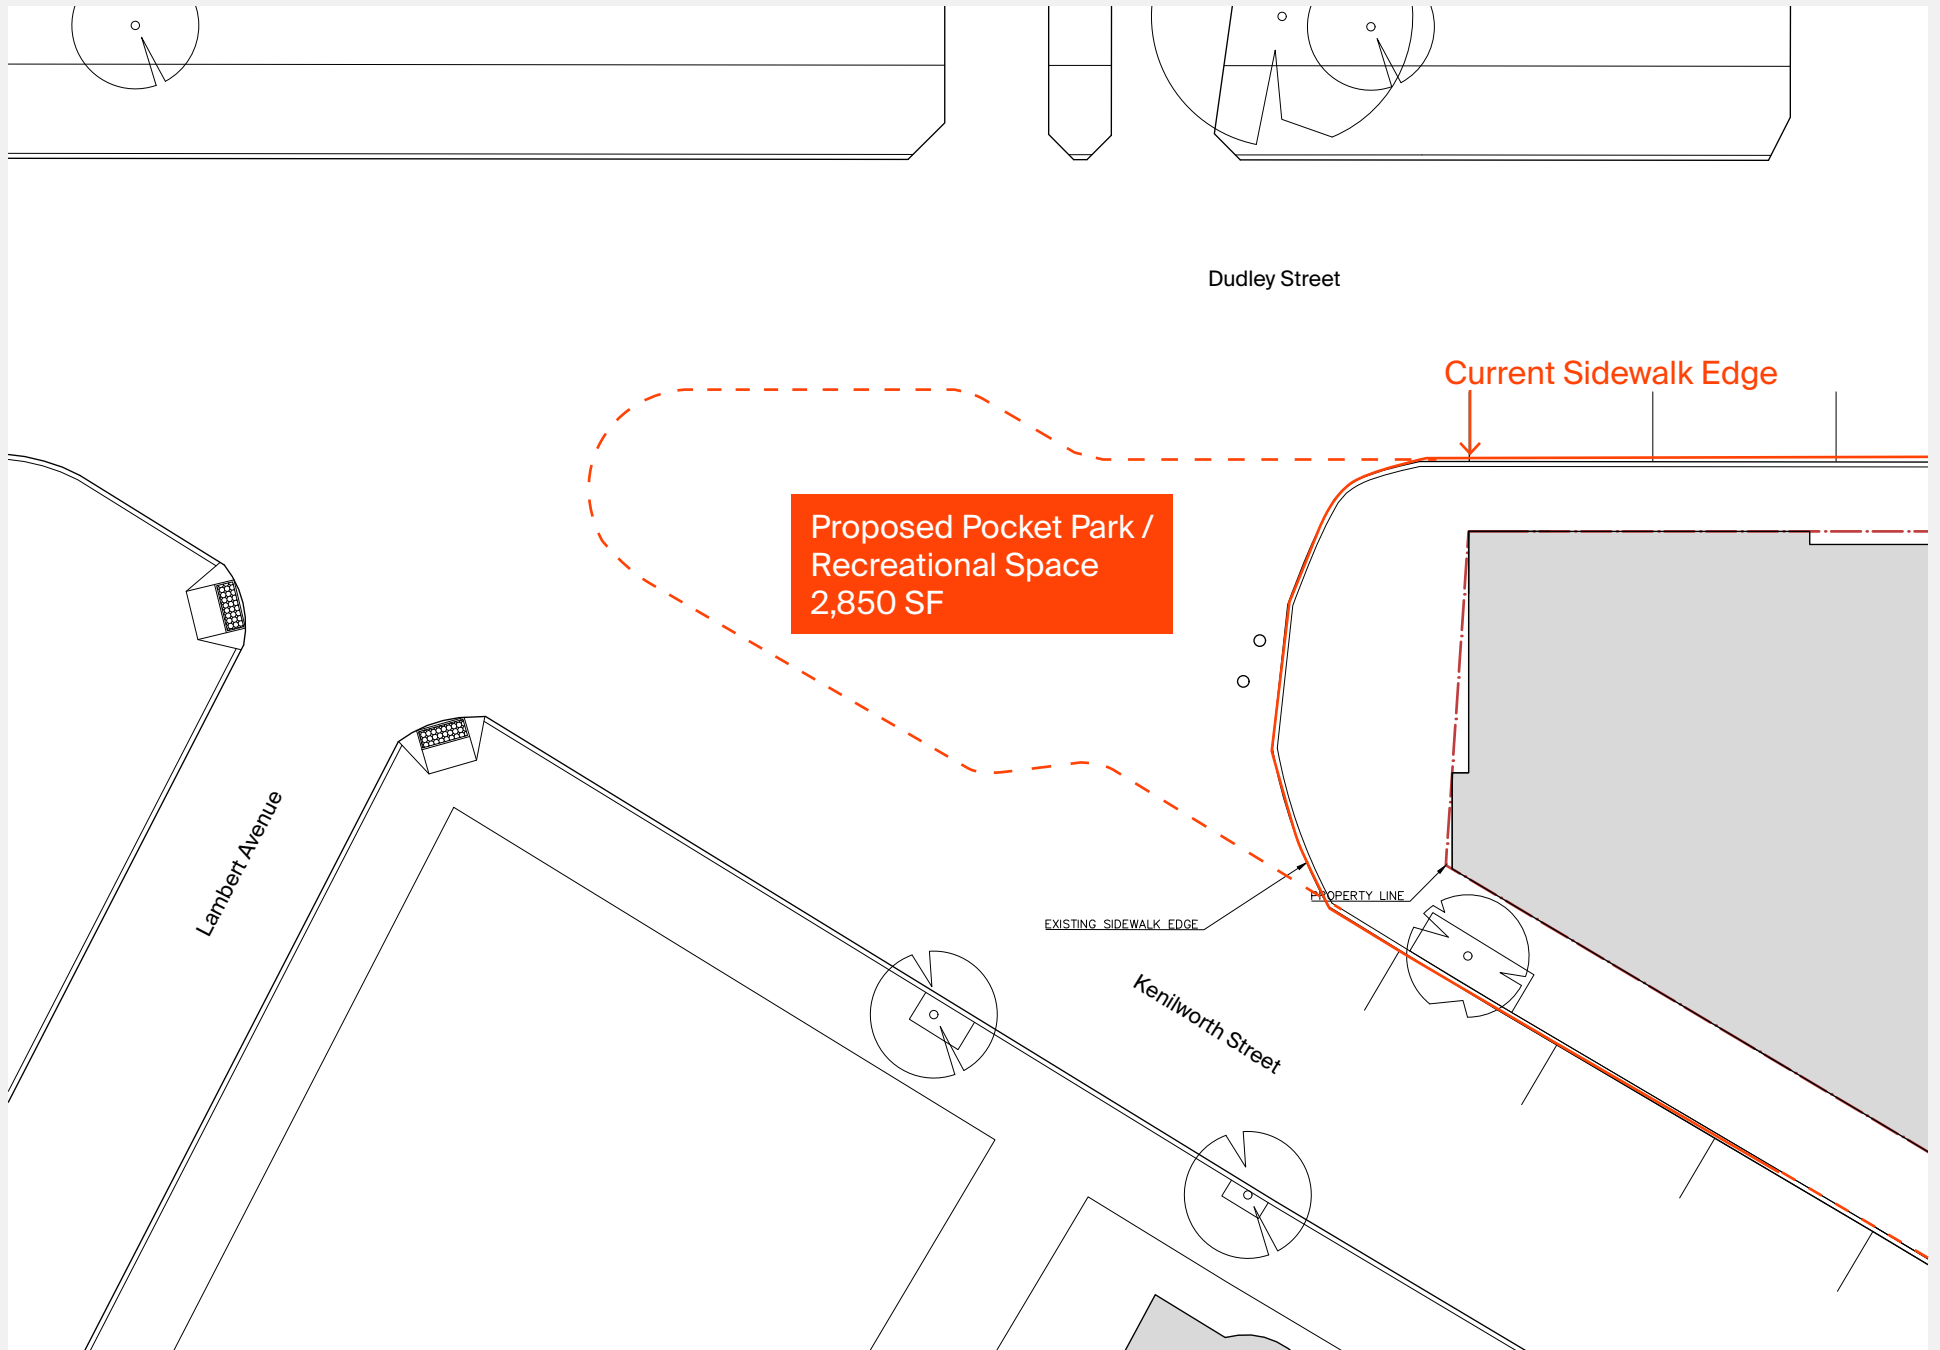 Dudley Street
Current Sidewalk Edge
Proposed Pocket Park /
Recreational Space
2,850 SF
Lambert Avenue
PROPERTY LINE
EXISTING SIDEWALK EDGE
Kenilworth Street